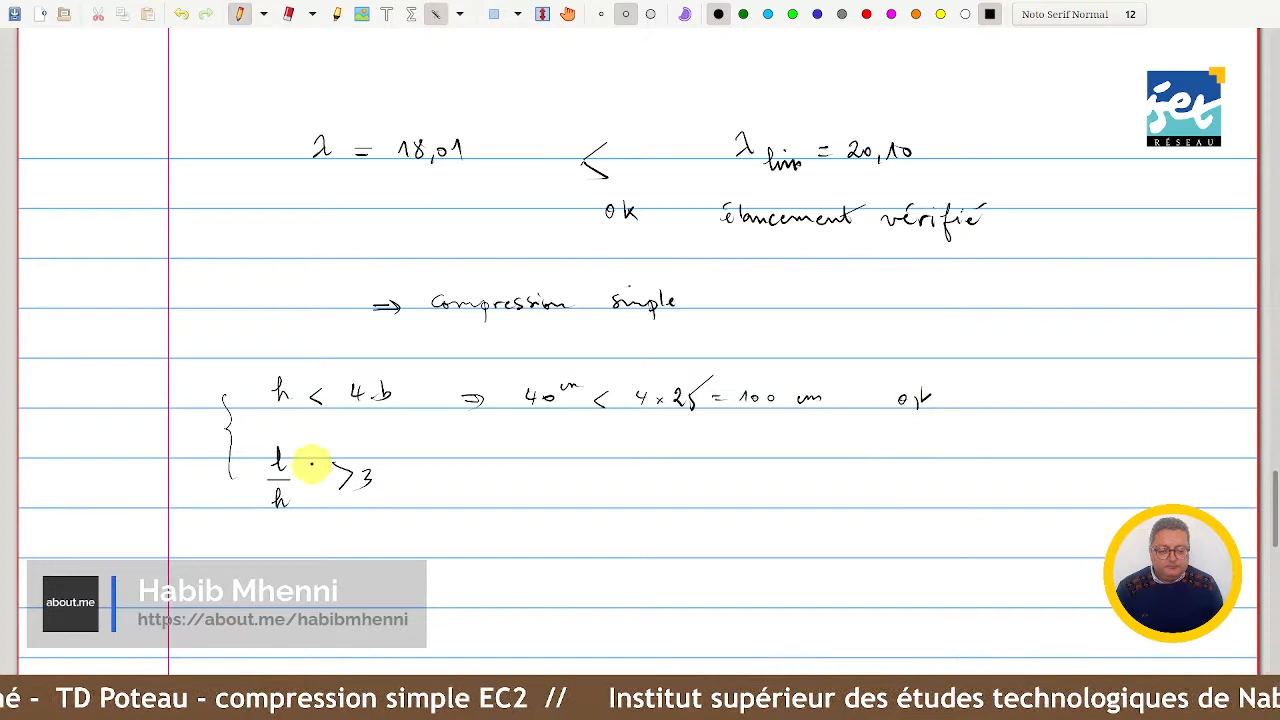 Noto Serif Normal 12
iset
RÉSEAU
λ = 18,01 < λ lim = 20,10
ok élancement vérifié
⇒ compression simple
h < 4.b ⇒ 40 cm < 4 × 25 = 100 cm ok
l/h > 3
about.me
Habib Mhenni
https://about.me/habibmhenni
né - TD Poteau - compression simple EC2 // Institut supérieur des études technologiques de Nab